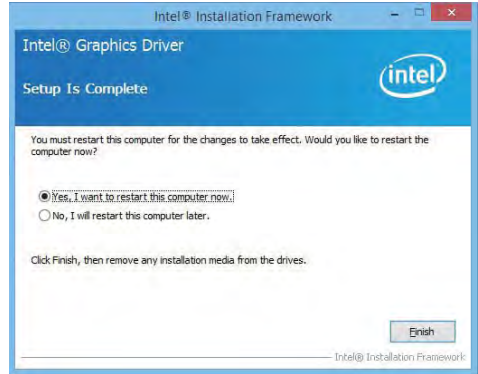 Intel® Installation Framework
Intel® Graphics Driver
Setup Is Complete
intel
You must restart this computer for the changes to take effect. Would you like to restart the
computer now?
Yes, I want to restart this computer now.
No, I will restart this computer later.
Click Finish, then remove any installation media from the drives.
Finish
Intel® Installation Framework